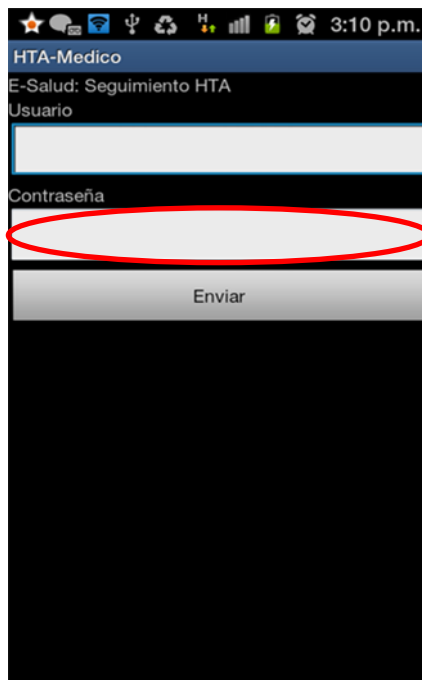 H 3:10 p.m.
HTA-Medico
E-Salud: Seguimiento HTA
Usuario
Contraseña
Enviar